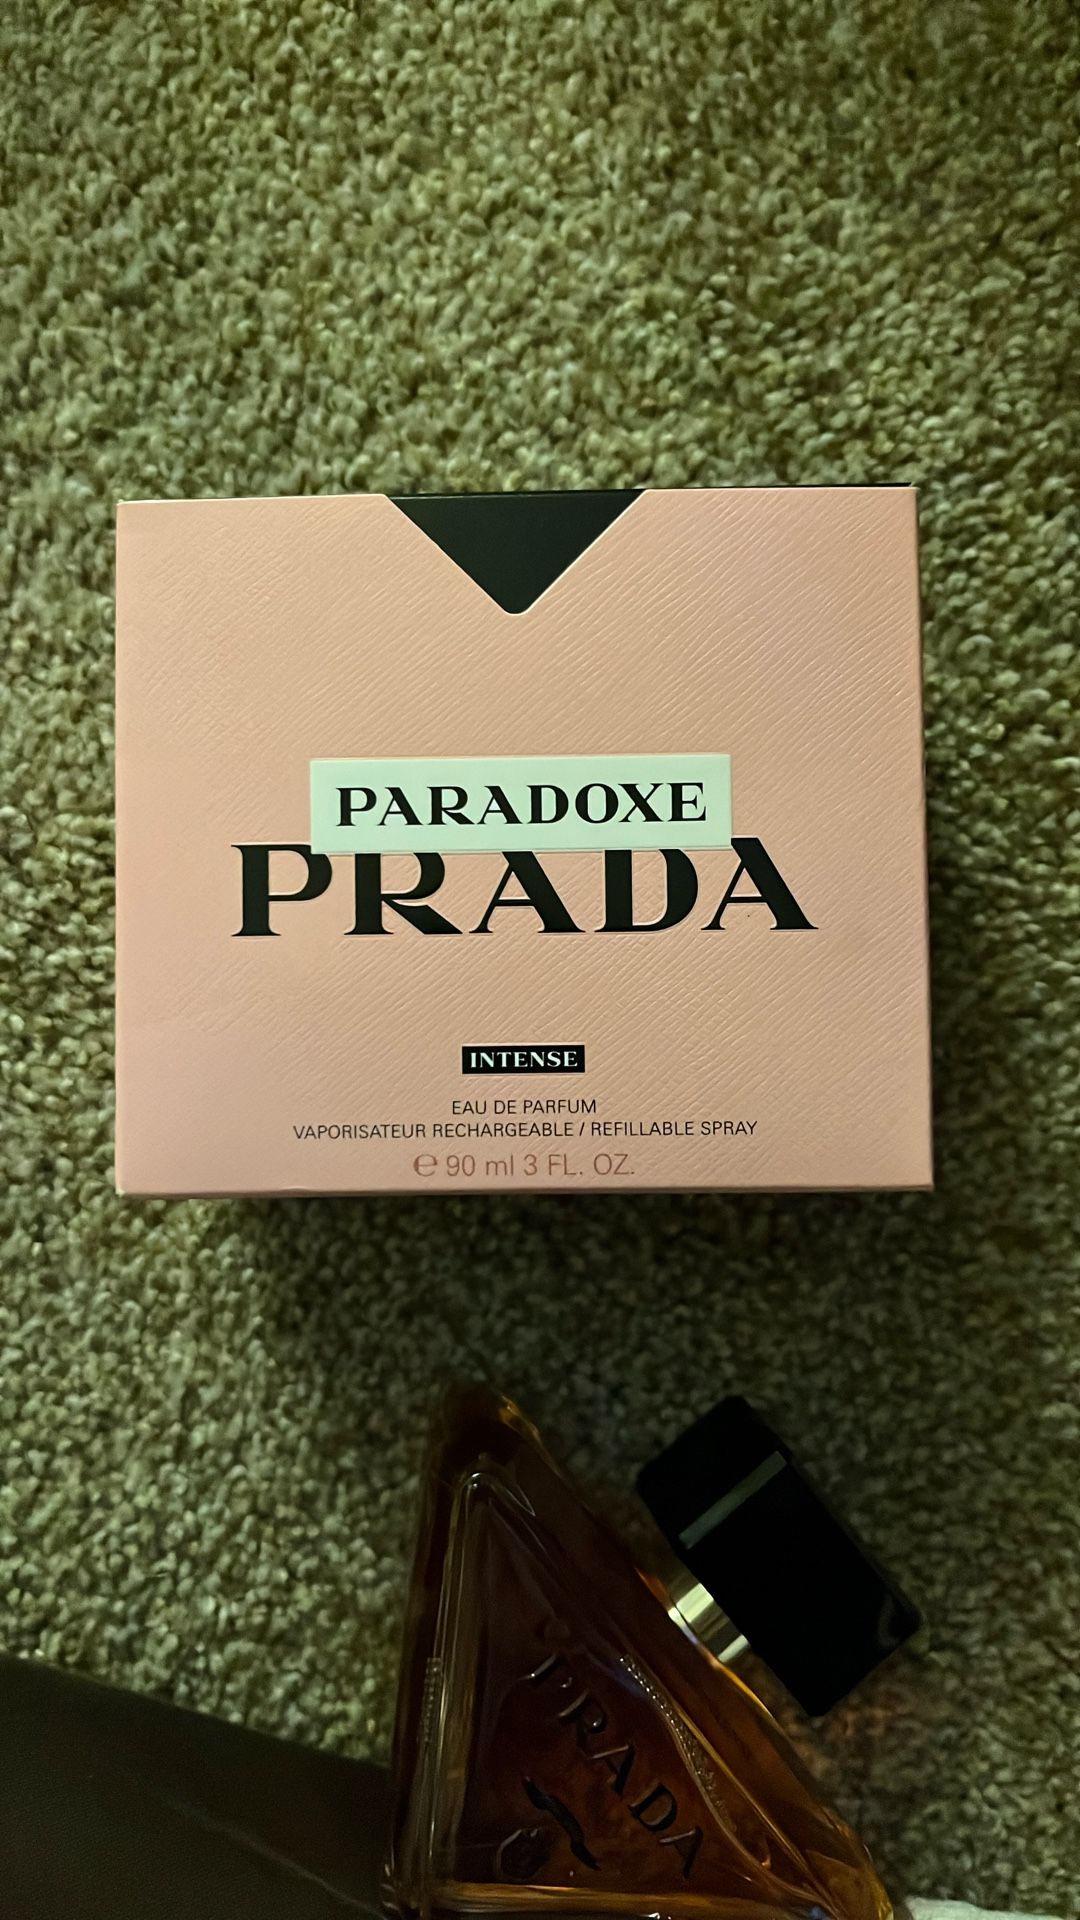 PARADOXE
PRADA
INTENSE
EAU DE PARFUM
VAPORISATEUR RECHARGEABLE / REFILLABLE SPRAY
℮ 90 ml 3 FL. OZ.
PRADA